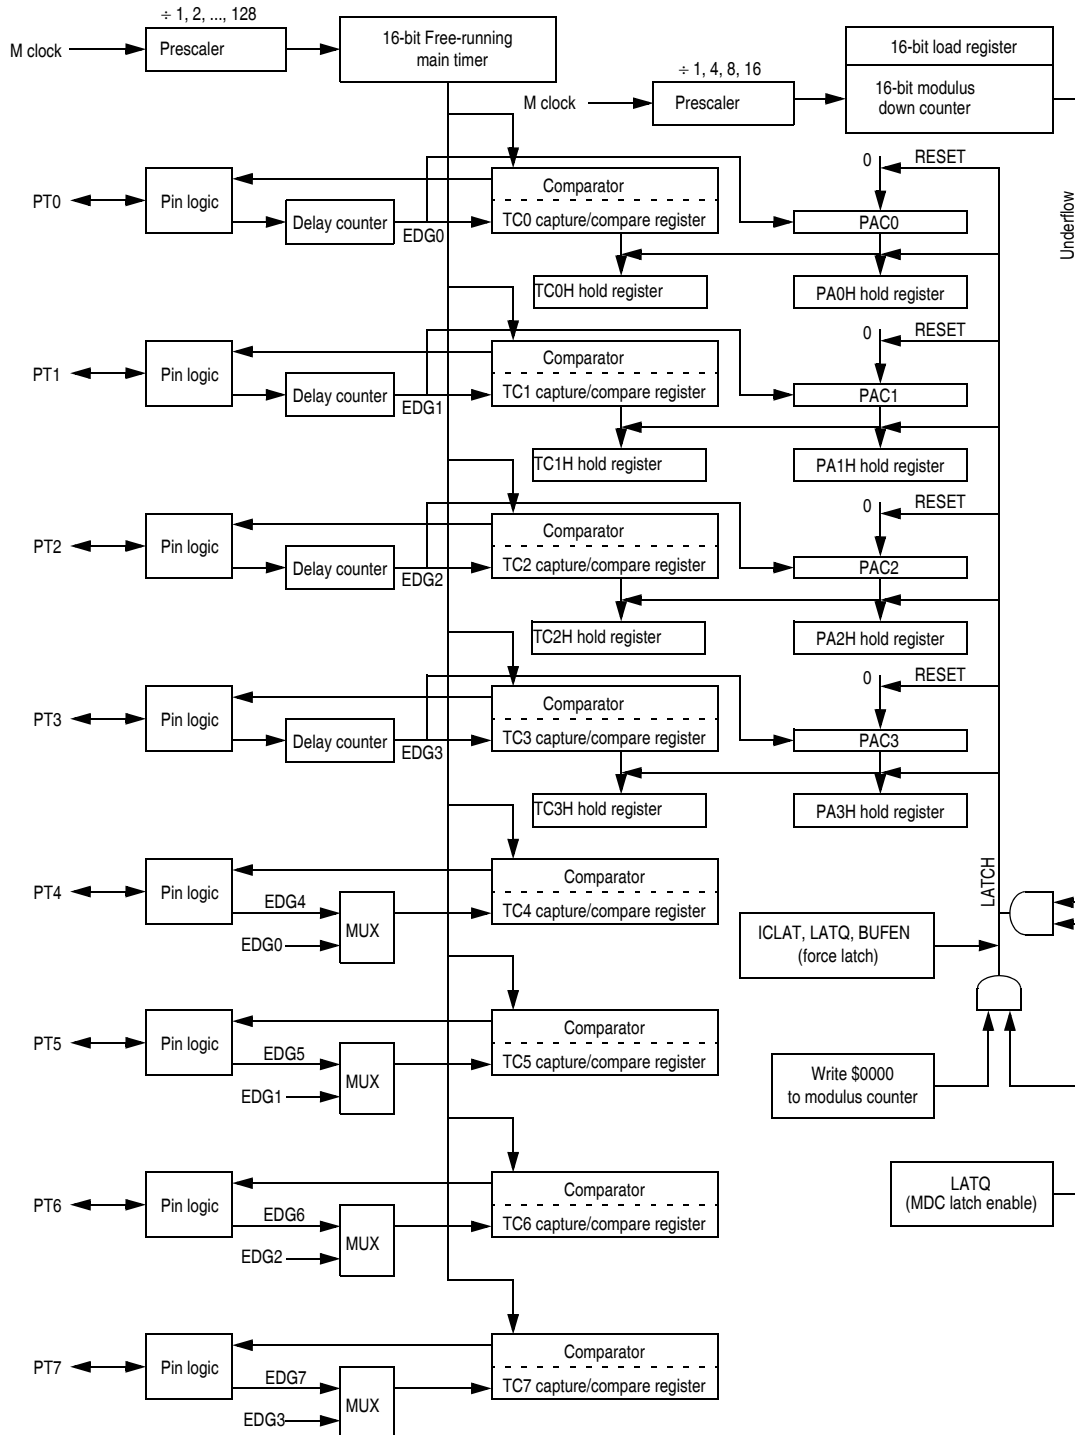 ÷ 1, 2, ..., 128
M clock
Prescaler
16-bit Free-running
main timer
÷ 1, 4, 8, 16
M clock
Prescaler
16-bit load register
16-bit modulus
down counter
Underflow
PT0
Pin logic
Delay counter
EDG0
Comparator
TC0 capture/compare register
TC0H hold register
0
RESET
PAC0
PA0H hold register
PT1
Pin logic
Delay counter
EDG1
Comparator
TC1 capture/compare register
TC1H hold register
0
RESET
PAC1
PA1H hold register
PT2
Pin logic
Delay counter
EDG2
Comparator
TC2 capture/compare register
TC2H hold register
0
RESET
PAC2
PA2H hold register
PT3
Pin logic
Delay counter
EDG3
Comparator
TC3 capture/compare register
TC3H hold register
0
RESET
PAC3
PA3H hold register
LATCH
PT4
Pin logic
EDG4
EDG0
MUX
Comparator
TC4 capture/compare register
ICLAT, LATQ, BUFEN
(force latch)
PT5
Pin logic
EDG5
EDG1
MUX
Comparator
TC5 capture/compare register
Write $0000
to modulus counter
PT6
Pin logic
EDG6
EDG2
MUX
Comparator
TC6 capture/compare register
LATQ
(MDC latch enable)
PT7
Pin logic
EDG7
EDG3
MUX
Comparator
TC7 capture/compare register